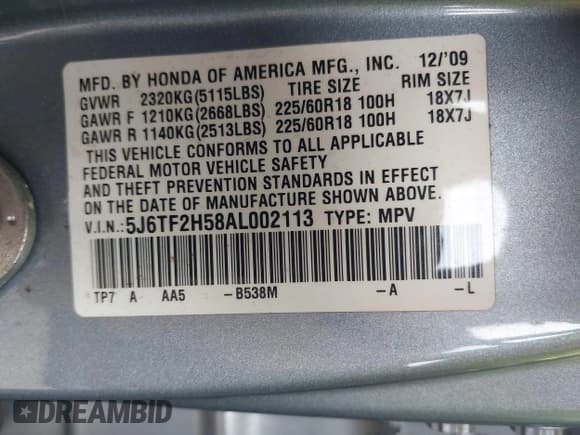 MFD. BY HONDA OF AMERICA MFG., INC. 12/'09
GVWR 2320KG(5115LBS) TIRE SIZE RIM SIZE
GAWR F 1210KG(2668LBS) 225/60R18 100H 18X7J
GAWR R 1140KG(2513LBS) 225/60R18 100H 18X7J
THIS VEHICLE CONFORMS TO ALL APPLICABLE
FEDERAL MOTOR VEHICLE SAFETY
AND THEFT PREVENTION STANDARDS IN EFFECT
ON THE DATE OF MANUFACTURE SHOWN ABOVE.
V.I.N.: 5J6TF2H58AL002113 TYPE: MPV
TP7 A AA5 -B538M -A -L
DREAMBID